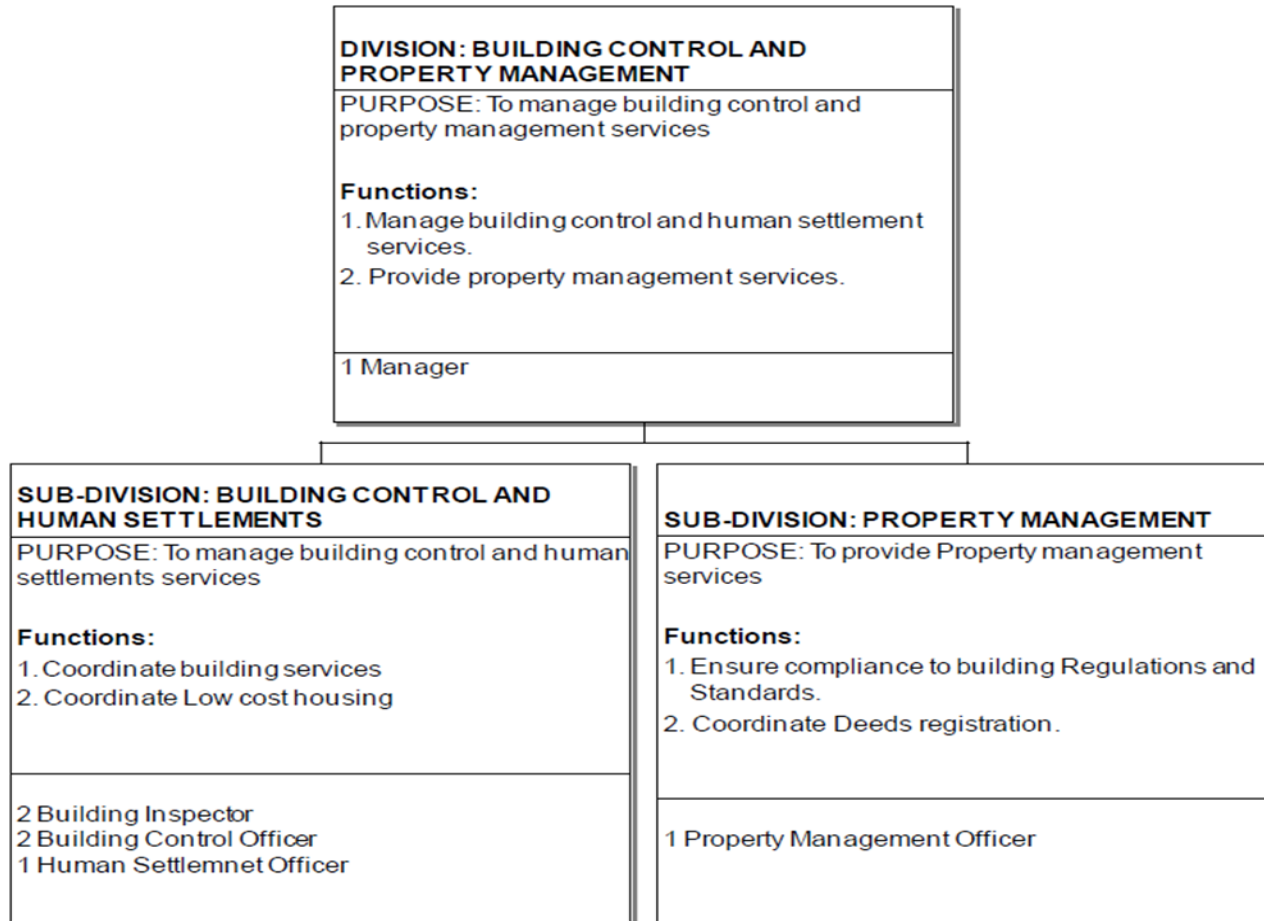 DIVISION: BUILDING CONTROL AND
PROPERTY MANAGEMENT
PURPOSE: To manage building control and
property management services
Functions:
1. Manage building control and human settlement
services.
2. Provide property management services.
1 Manager
SUB-DIVISION: BUILDING CONTROL AND
HUMAN SETTLEMENTS
PURPOSE: To manage building control and human
settlements services
Functions:
1. Coordinate building services
2. Coordinate Low cost housing
2 Building Inspector
2 Building Control Officer
1 Human Settlemnet Officer
SUB-DIVISION: PROPERTY MANAGEMENT
PURPOSE: To provide Property management
services
Functions:
1. Ensure compliance to building Regulations and
Standards.
2. Coordinate Deeds registration.
1 Property Management Officer